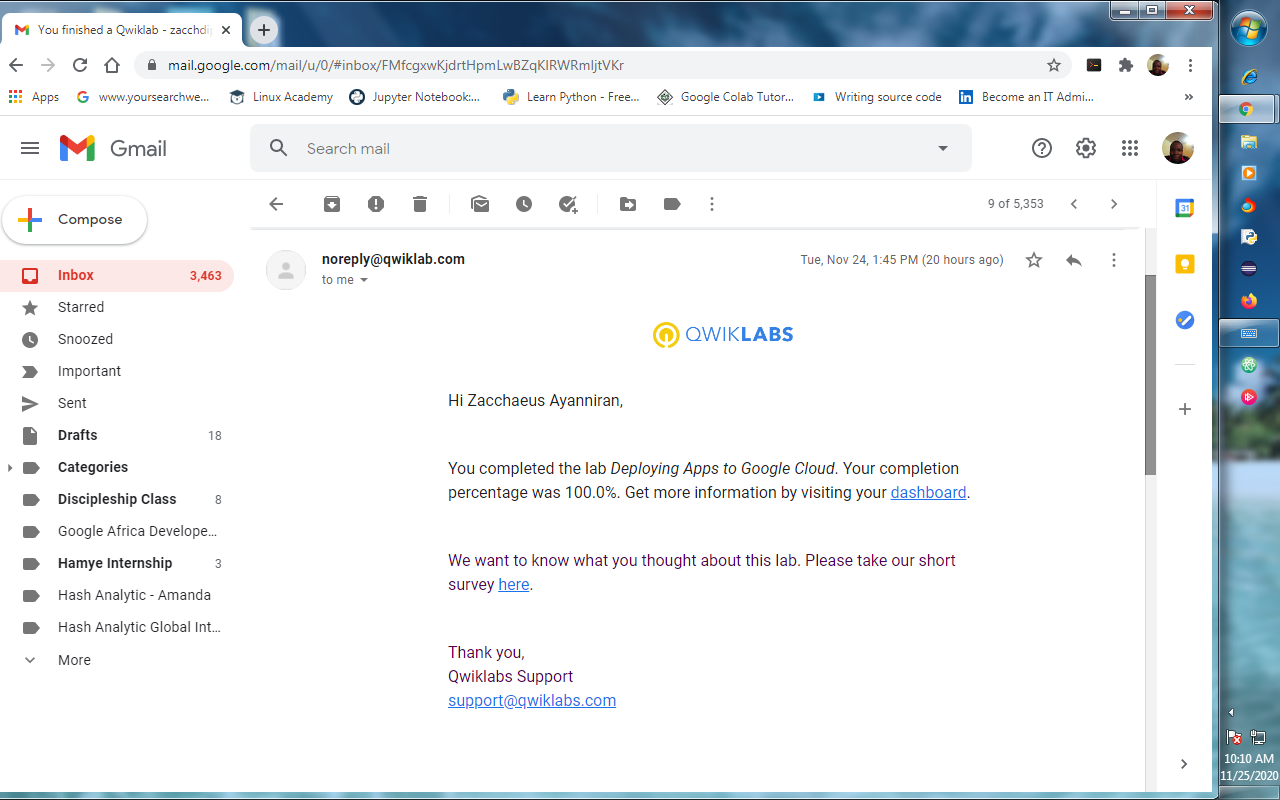 You finished a Qwiklab - zacchdi
mail.google.com/mail/u/0/#inbox/FMfcgxwKjdrtHpmLwBZqKlRWRmljtVKr
Apps
www.yoursearchwe...
Linux Academy
Jupyter Notebook:...
Learn Python - Free...
Google Colab Tutor...
Writing source code
Become an IT Admi...
»
Gmail
Search mail
Compose
9 of 5,353
31
Inbox 3,463
Starred
Snoozed
Important
Sent
Drafts 18
Categories
Discipleship Class 8
Google Africa Develope...
Hamye Internship 3
Hash Analytic - Amanda
Hash Analytic Global Int...
More
noreply@qwiklab.com
Tue, Nov 24, 1:45 PM (20 hours ago)
to me
QWIKLABS
Hi Zacchaeus Ayanniran,
You completed the lab Deploying Apps to Google Cloud. Your completion
percentage was 100.0%. Get more information by visiting your dashboard.
We want to know what you thought about this lab. Please take our short
survey here.
Thank you,
Qwiklabs Support
support@qwiklabs.com
10:10 AM
11/25/2020